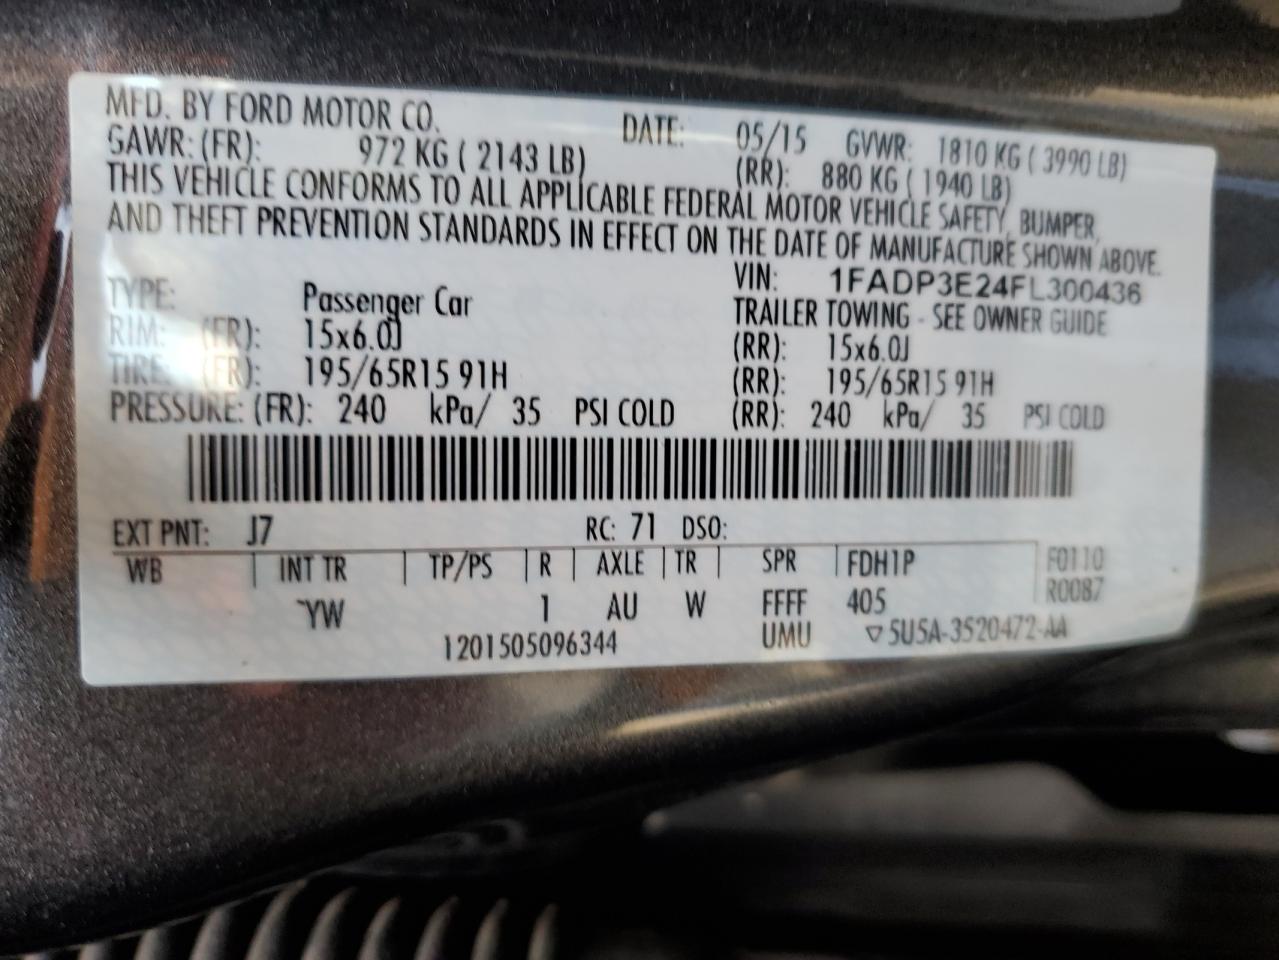 MFD. BY FORD MOTOR CO.
DATE: 05/15 GVWR: 1810 KG ( 3990 LB)
GAWR: (FR): 972 KG ( 2143 LB) (RR): 880 KG ( 1940 LB)
THIS VEHICLE CONFORMS TO ALL APPLICABLE FEDERAL MOTOR VEHICLE SAFETY, BUMPER,
AND THEFT PREVENTION STANDARDS IN EFFECT ON THE DATE OF MANUFACTURE SHOWN ABOVE.
VIN: 1FADP3E24FL300436
TYPE: Passenger Car TRAILER TOWING - SEE OWNER GUIDE
RIM: (FR): 15x6.0J (RR): 15x6.0J
TIRE: (FR): 195/65R15 91H (RR): 195/65R15 91H
PRESSURE: (FR): 240 kPa/ 35 PSI COLD (RR): 240 kPa/ 35 PSI COLD
EXT PNT: J7 RC: 71 DSO:
WB | INT TR | TP/PS | R | AXLE | TR | SPR | FDH1P F0110
R0087
YW 1 AU W FFFF 405
1201505096344 UMU ▽5U5A-3520472-AA